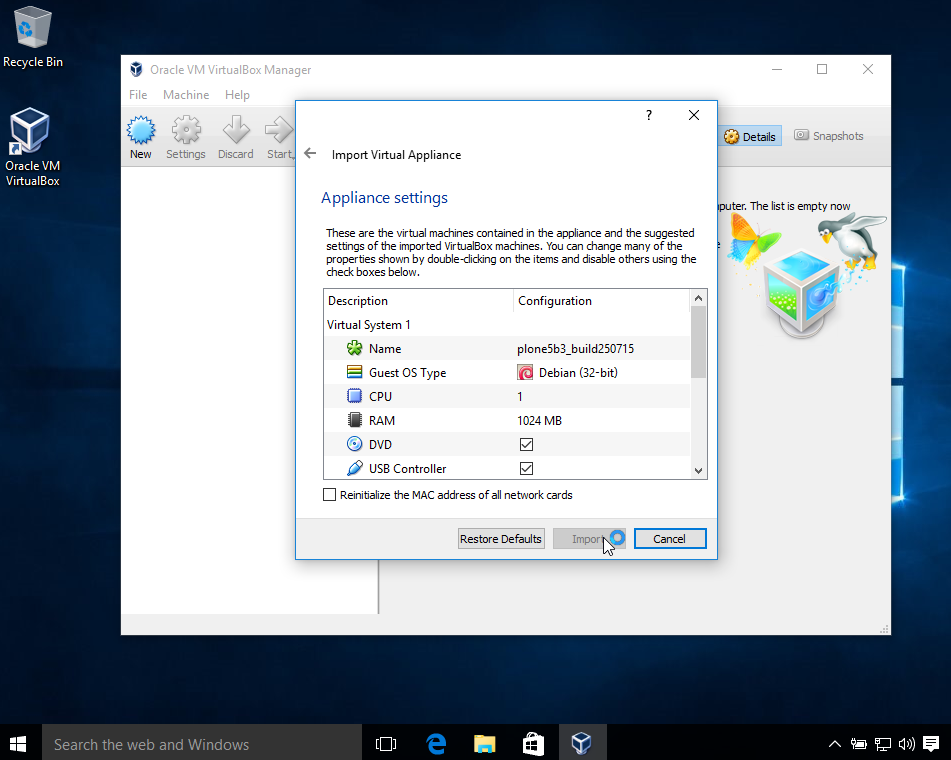 Recycle Bin
Oracle VM
VirtualBox
Oracle VM VirtualBox Manager
File Machine Help
New Settings Discard Start
Details Snapshots
The list is empty now
?
Import Virtual Appliance
Appliance settings
These are the virtual machines contained in the appliance and the suggested
settings of the imported VirtualBox machines. You can change many of the
properties shown by double-clicking on the items and disable others using the
check boxes below.
Description Configuration
Virtual System 1
Name plone5b3_build250715
Guest OS Type Debian (32-bit)
CPU 1
RAM 1024 MB
DVD
USB Controller
Reinitialize the MAC address of all network cards
Restore Defaults Import Cancel
Search the web and Windows